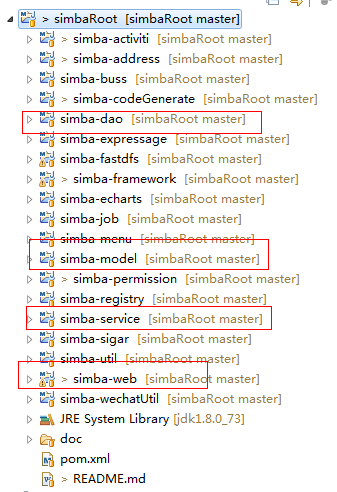 > simbaRoot [simbaRoot master]
simba-activiti [simbaRoot master]
> simba-address [simbaRoot master]
simba-buss [simbaRoot master]
> simba-codeGenerate [simbaRoot master]
simba-dao [simbaRoot master]
simba-expressage [simbaRoot master]
simba-fastdfs [simbaRoot master]
> simba-framework [simbaRoot master]
simba-echarts [simbaRoot master]
simba-job [simbaRoot master]
simba-menu [simbaRoot master]
simba-model [simbaRoot master]
> simba-permission [simbaRoot master]
simba-registry [simbaRoot master]
simba-service [simbaRoot master]
simba-sigar [simbaRoot master]
simba-util [simbaRoot master]
> simba-web [simbaRoot master]
simba-wechatUtil [simbaRoot master]
JRE System Library [jdk1.8.0_73]
> doc
pom.xml
> README.md